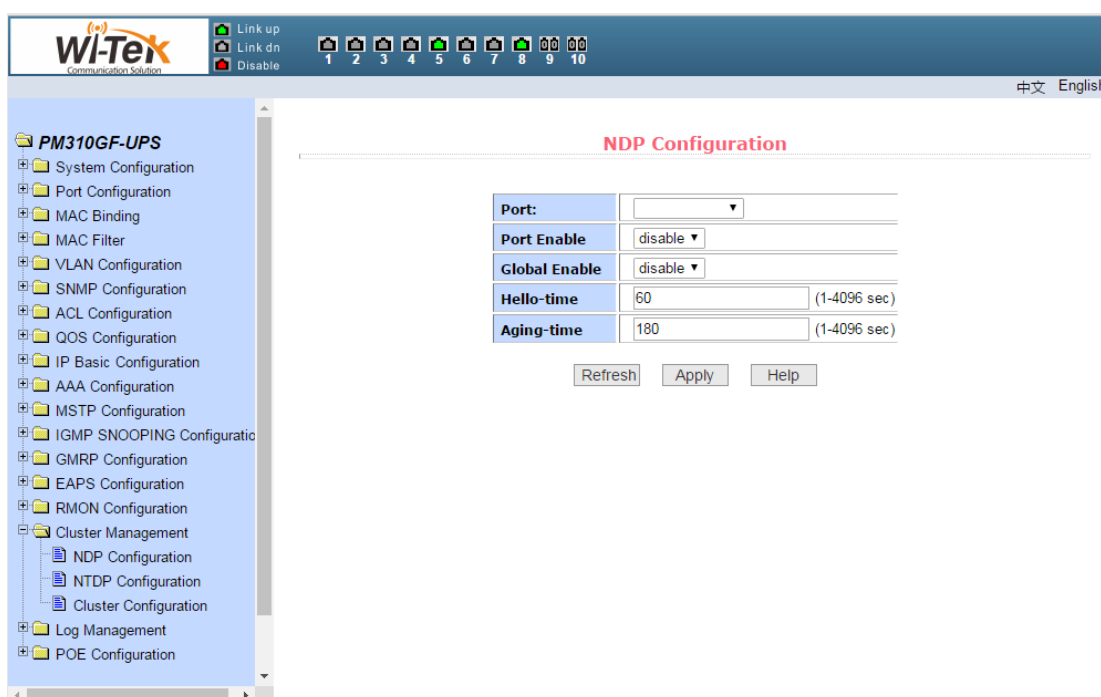 WI-TEK
Communication Solution
Link up
Link dn
Disable
1 2 3 4 5 6 7 8 9 10
中文 English
PM310GF-UPS
System Configuration
Port Configuration
MAC Binding
MAC Filter
VLAN Configuration
SNMP Configuration
ACL Configuration
QOS Configuration
IP Basic Configuration
AAA Configuration
MSTP Configuration
IGMP SNOOPING Configuratio
GMRP Configuration
EAPS Configuration
RMON Configuration
Cluster Management
NDP Configuration
NTDP Configuration
Cluster Configuration
Log Management
POE Configuration
NDP Configuration
Port:
Port Enable disable
Global Enable disable
Hello-time 60 (1-4096 sec)
Aging-time 180 (1-4096 sec)
Refresh Apply Help